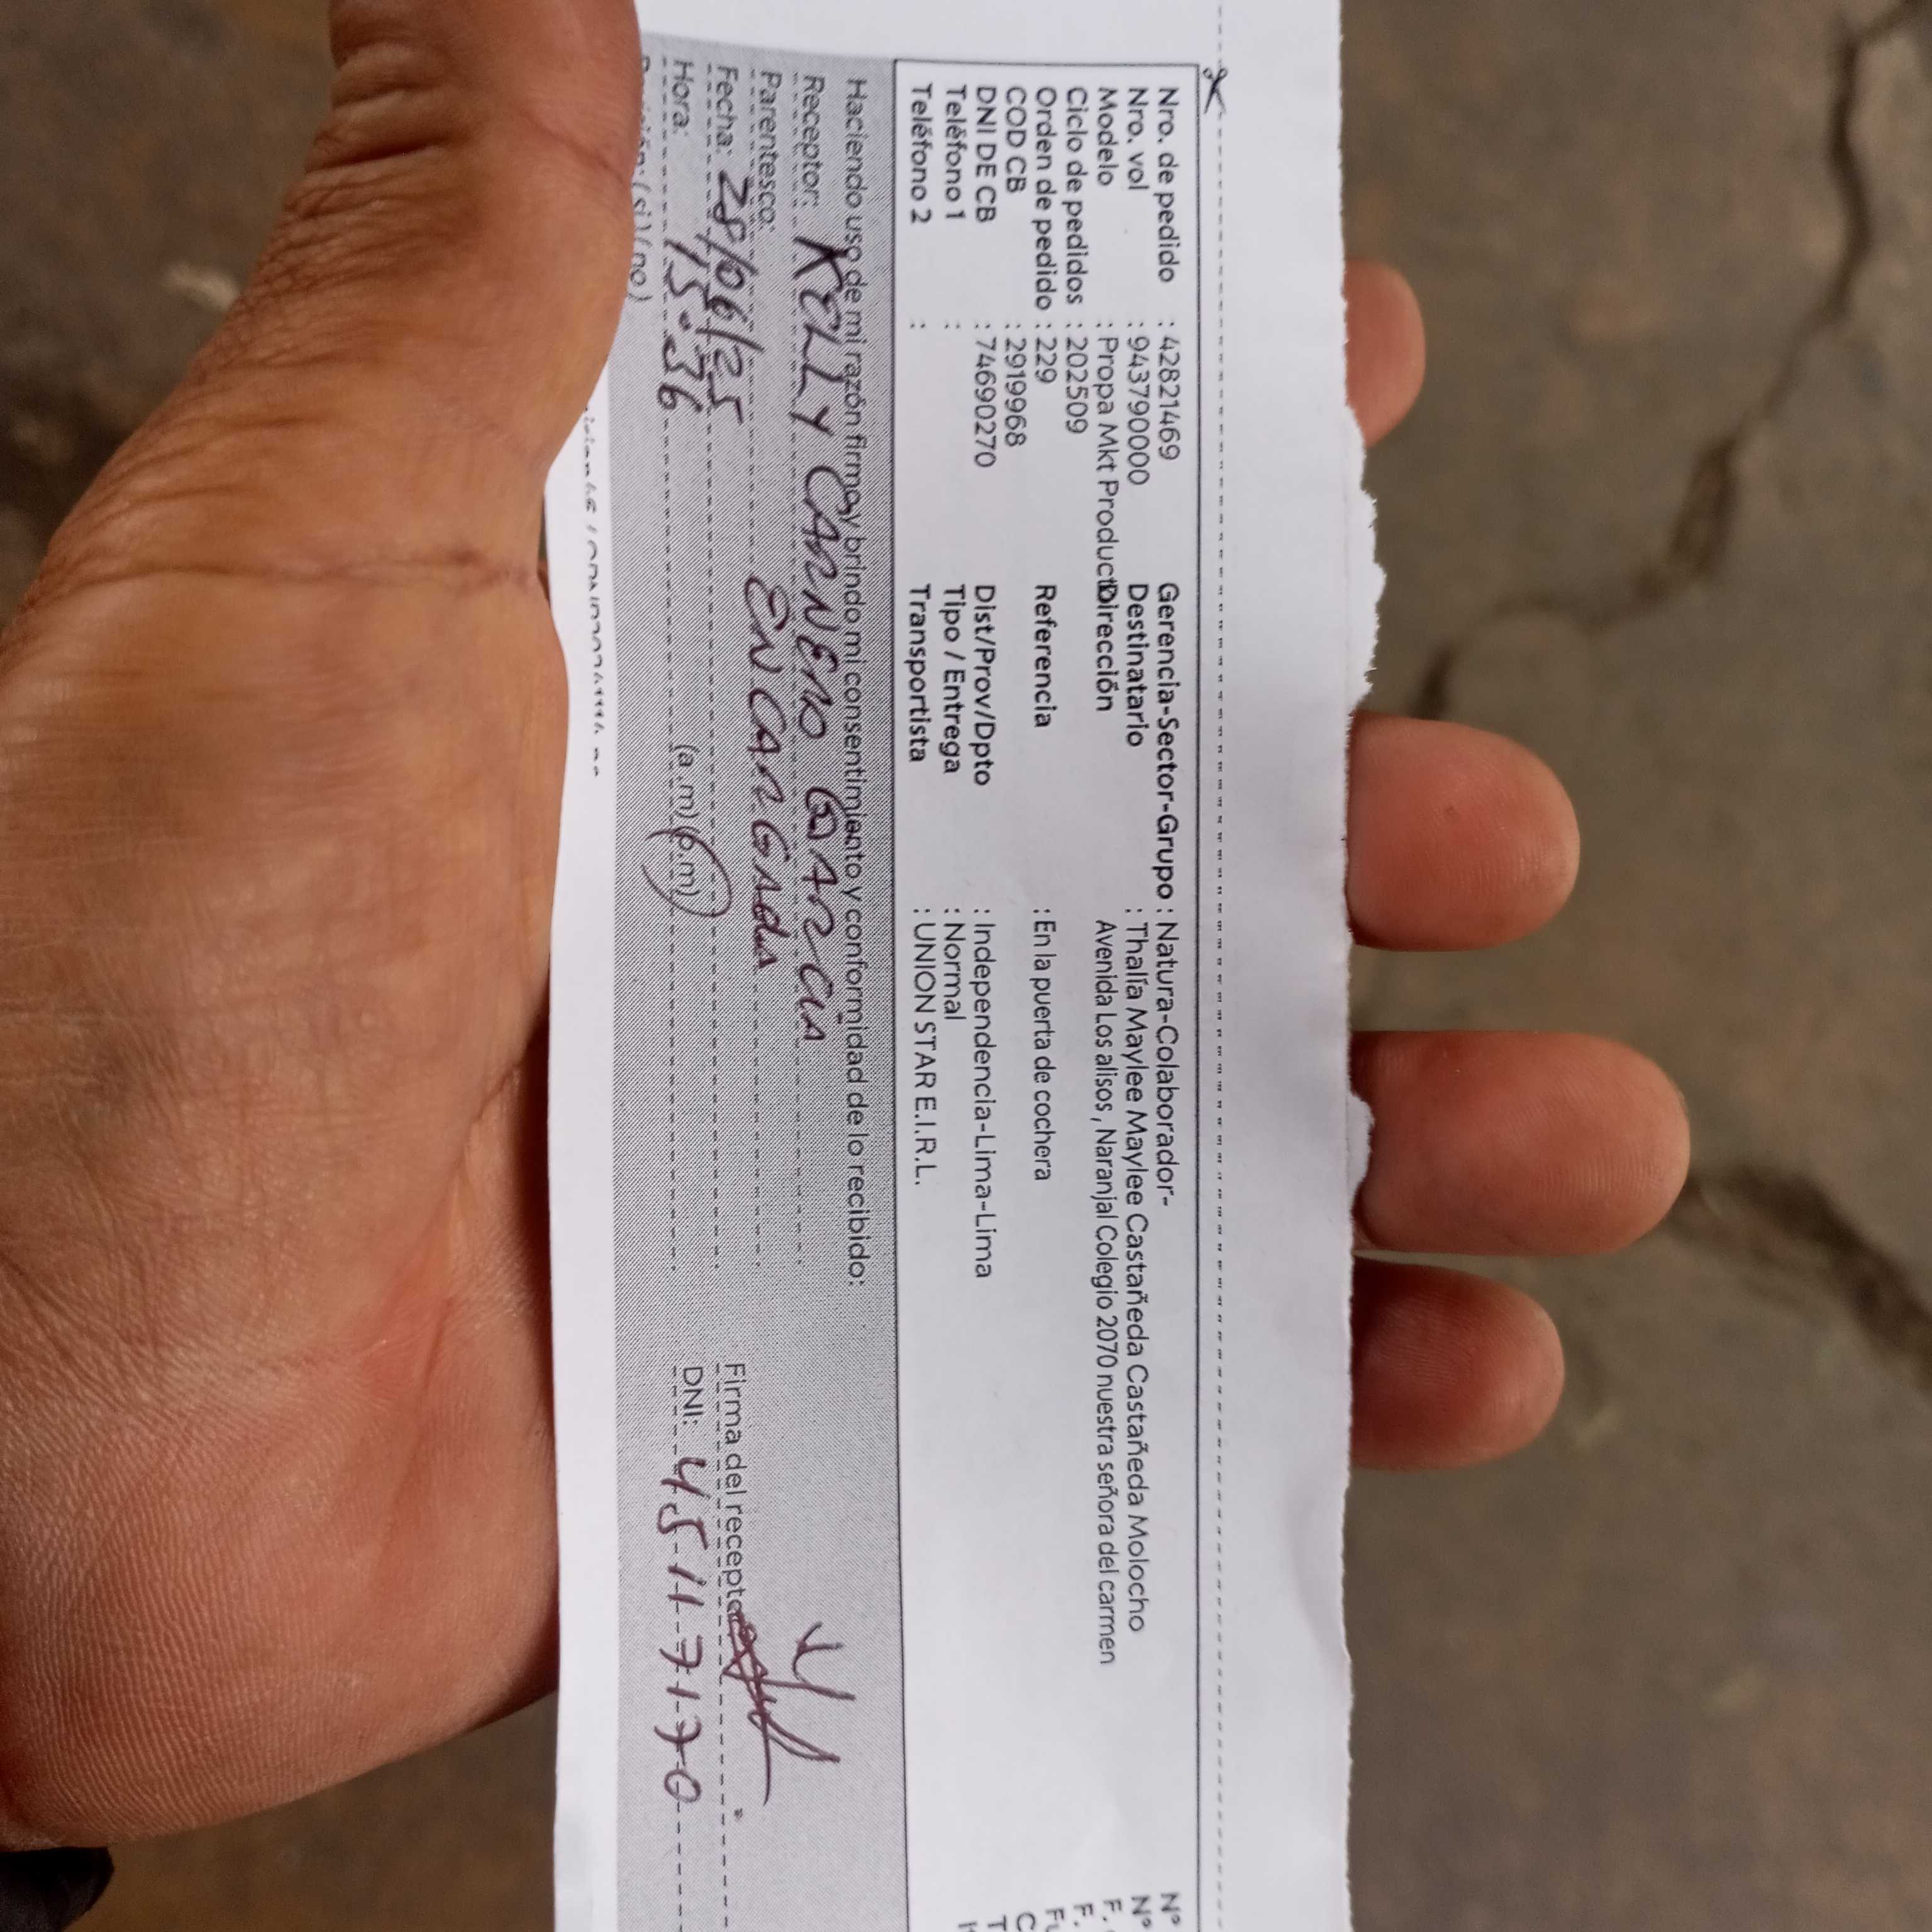 Nro. de pedido : 42821469 Gerencia-Sector-Grupo : Natura-Colaborador- N°
Nro. vol : 943790000 Destinatario : Thalía Maylee Maylee Castañeda Castañeda Molocho N°
Modelo : Propa Mkt Producto Dirección Avenida Los alisos , Naranjal Colegio 2070 nuestra señora del carmen F.
Ciclo de pedidos : 202509 F.
Orden de pedido : 229 Referencia : En la puerta de cochera
COD CB : 2919968
DNI DE CB : 74690270 Dist/Prov/Dpto : Independencia-Lima-Lima
Teléfono 1 : Tipo / Entrega : Normal
Teléfono 2 : Transportista : UNION STAR E.I.R.L.
Haciendo uso de mi razón firmo y brindo mi consentimiento y conformidad de lo recibido:
Receptor: KELLY CARNERO GARCIA
Parentesco: ENCARGADA
Fecha: 28/06/25 Firma del receptor
Hora: 15:36 (a.m) (p.m) DNI: 45117170
(si) (no)